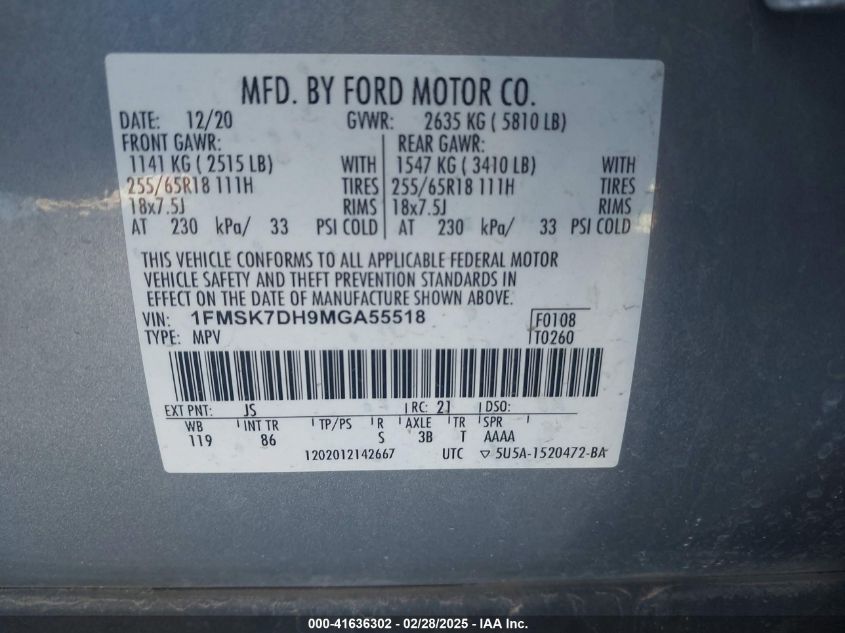 MFD. BY FORD MOTOR CO.
DATE: 12/20 GVWR: 2635 KG ( 5810 LB)
FRONT GAWR: REAR GAWR:
1141 KG ( 2515 LB) WITH 1547 KG ( 3410 LB) WITH
255/65R18 111H TIRES 255/65R18 111H TIRES
18x7.5J RIMS 18x7.5J RIMS
AT 230 kPa/ 33 PSI COLD AT 230 kPa/ 33 PSI COLD
THIS VEHICLE CONFORMS TO ALL APPLICABLE FEDERAL MOTOR
VEHICLE SAFETY AND THEFT PREVENTION STANDARDS IN
EFFECT ON THE DATE OF MANUFACTURE SHOWN ABOVE.
VIN: 1FMSK7DH9MGA55518 F0108
TYPE: MPV T0260
EXT PNT: JS RC: 21 DSO:
WB INT TR TP/PS R AXLE TR SPR
119 86 S 3B T AAAA
1202012142667 UTC ▽ 5U5A-1520472-BA
000-41636302 / 02/28/2025 - IAA Inc.